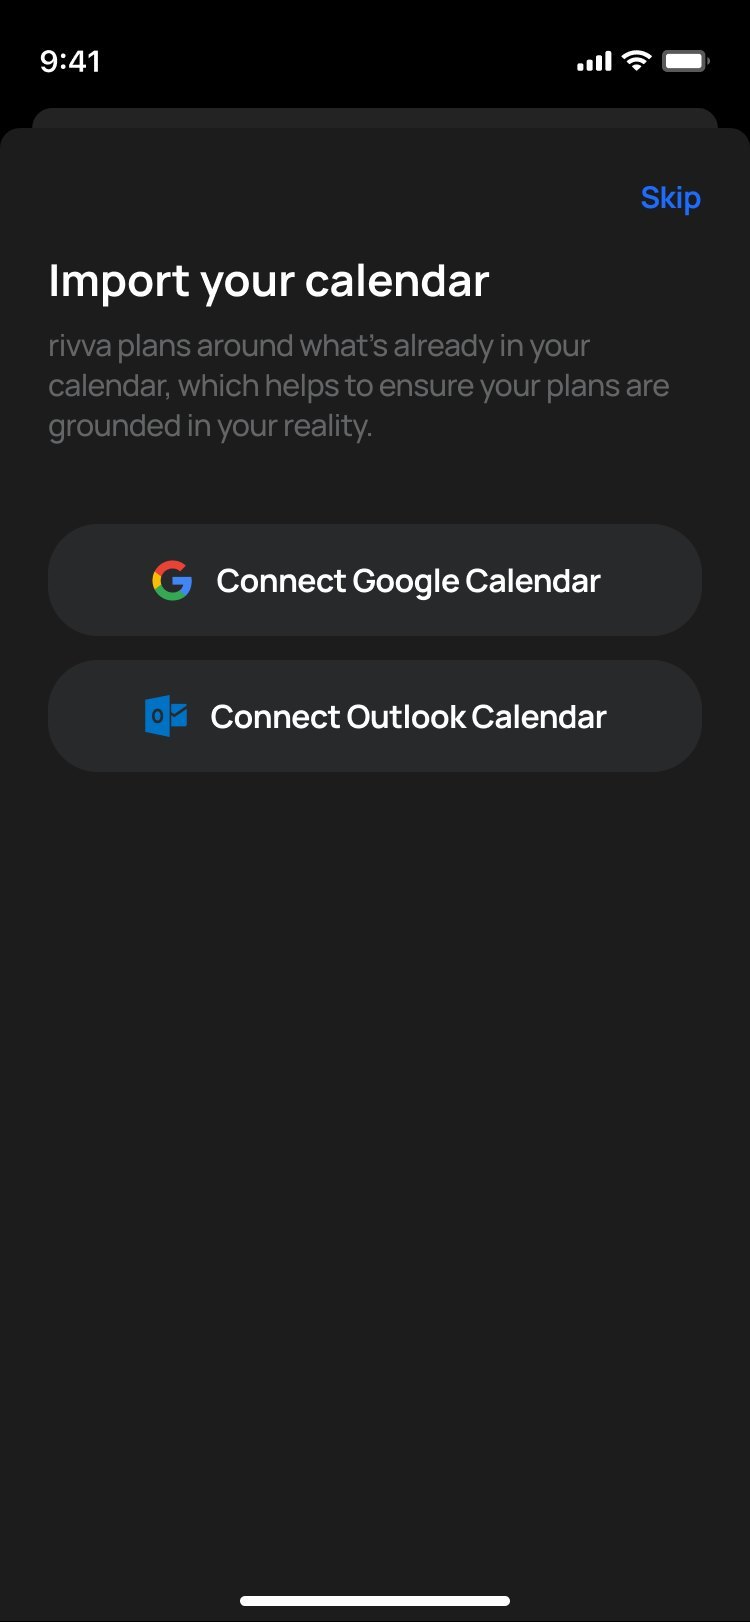 9:41
Skip
Import your calendar
rivva plans around what's already in your
calendar, which helps to ensure your plans are
grounded in your reality.
Connect Google Calendar
Connect Outlook Calendar